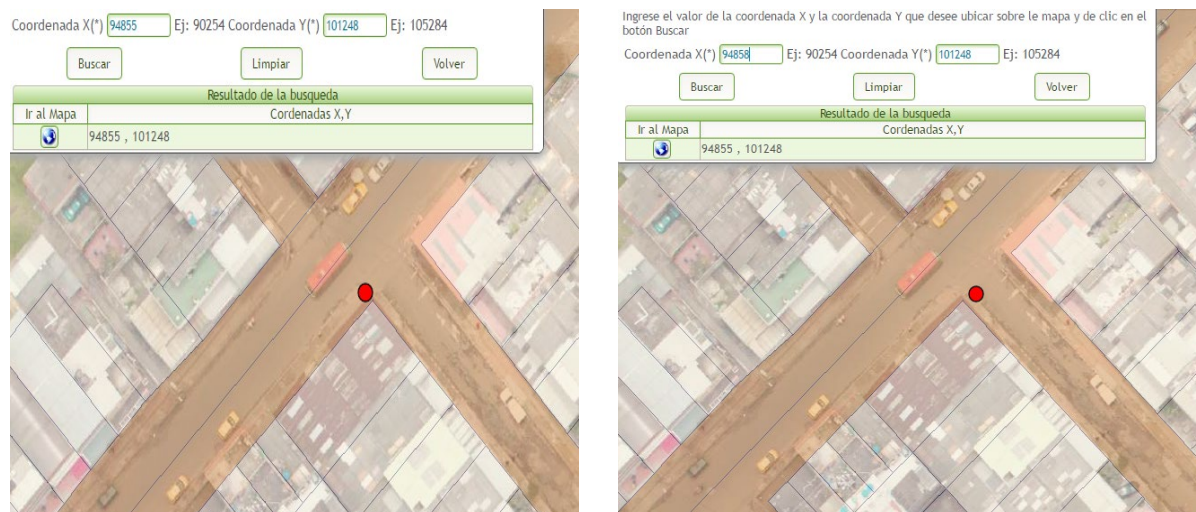 Coordenada X(*) 94855 Ej: 90254 Coordenada Y(*) 101248 Ej: 105284
Buscar Limpiar Volver
Resultado de la busqueda
Ir al Mapa Cordenadas X,Y
94855 , 101248
Ingrese el valor de la coordenada X y la coordenada Y que desee ubicar sobre le mapa y de clic en el
botón Buscar
Coordenada X(*) 94858 Ej: 90254 Coordenada Y(*) 101248 Ej: 105284
Buscar Limpiar Volver
Resultado de la busqueda
Ir al Mapa Cordenadas X,Y
94855 , 101248